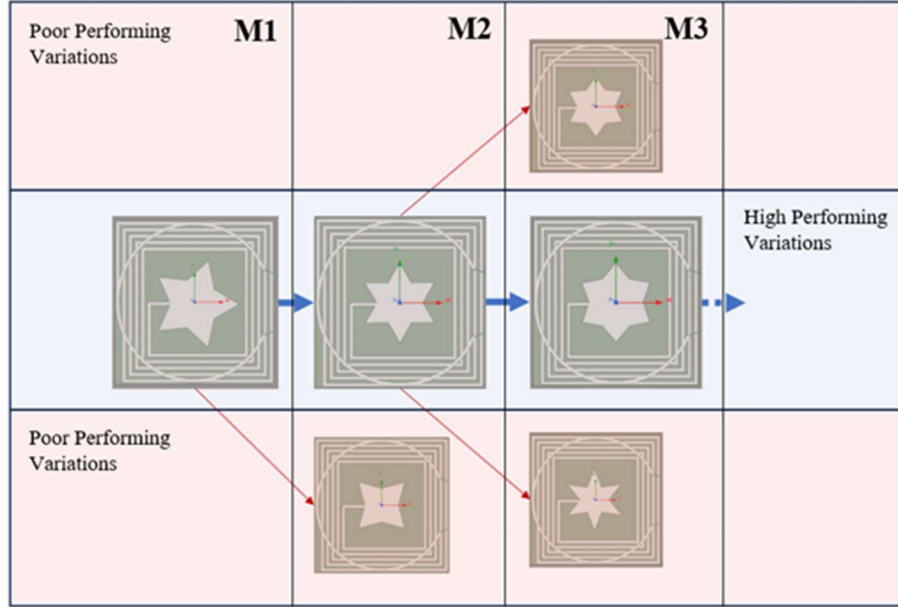 Poor Performing
Variations
M1
M2
M3
High Performing
Variations
Poor Performing
Variations